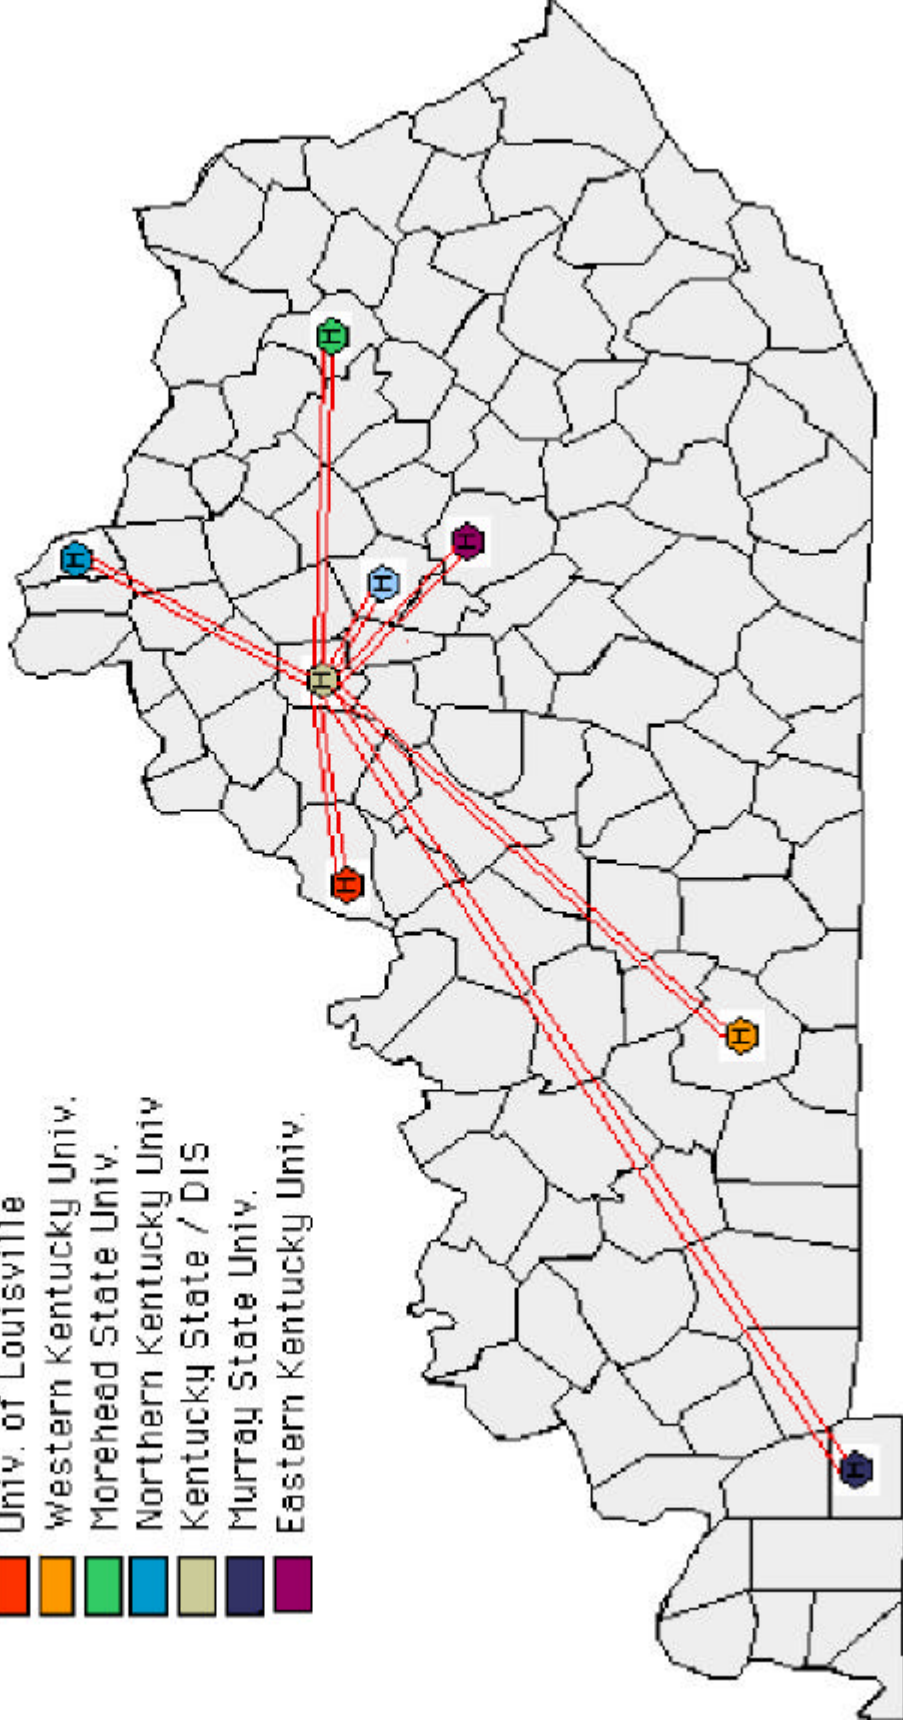 Univ. of Louisville
Western Kentucky Univ.
Morehead State Univ.
Northern Kentucky Univ
Kentucky State / DIS
Murray State Univ.
Eastern Kentucky Univ.
H
H
H
H
H
H
H
H